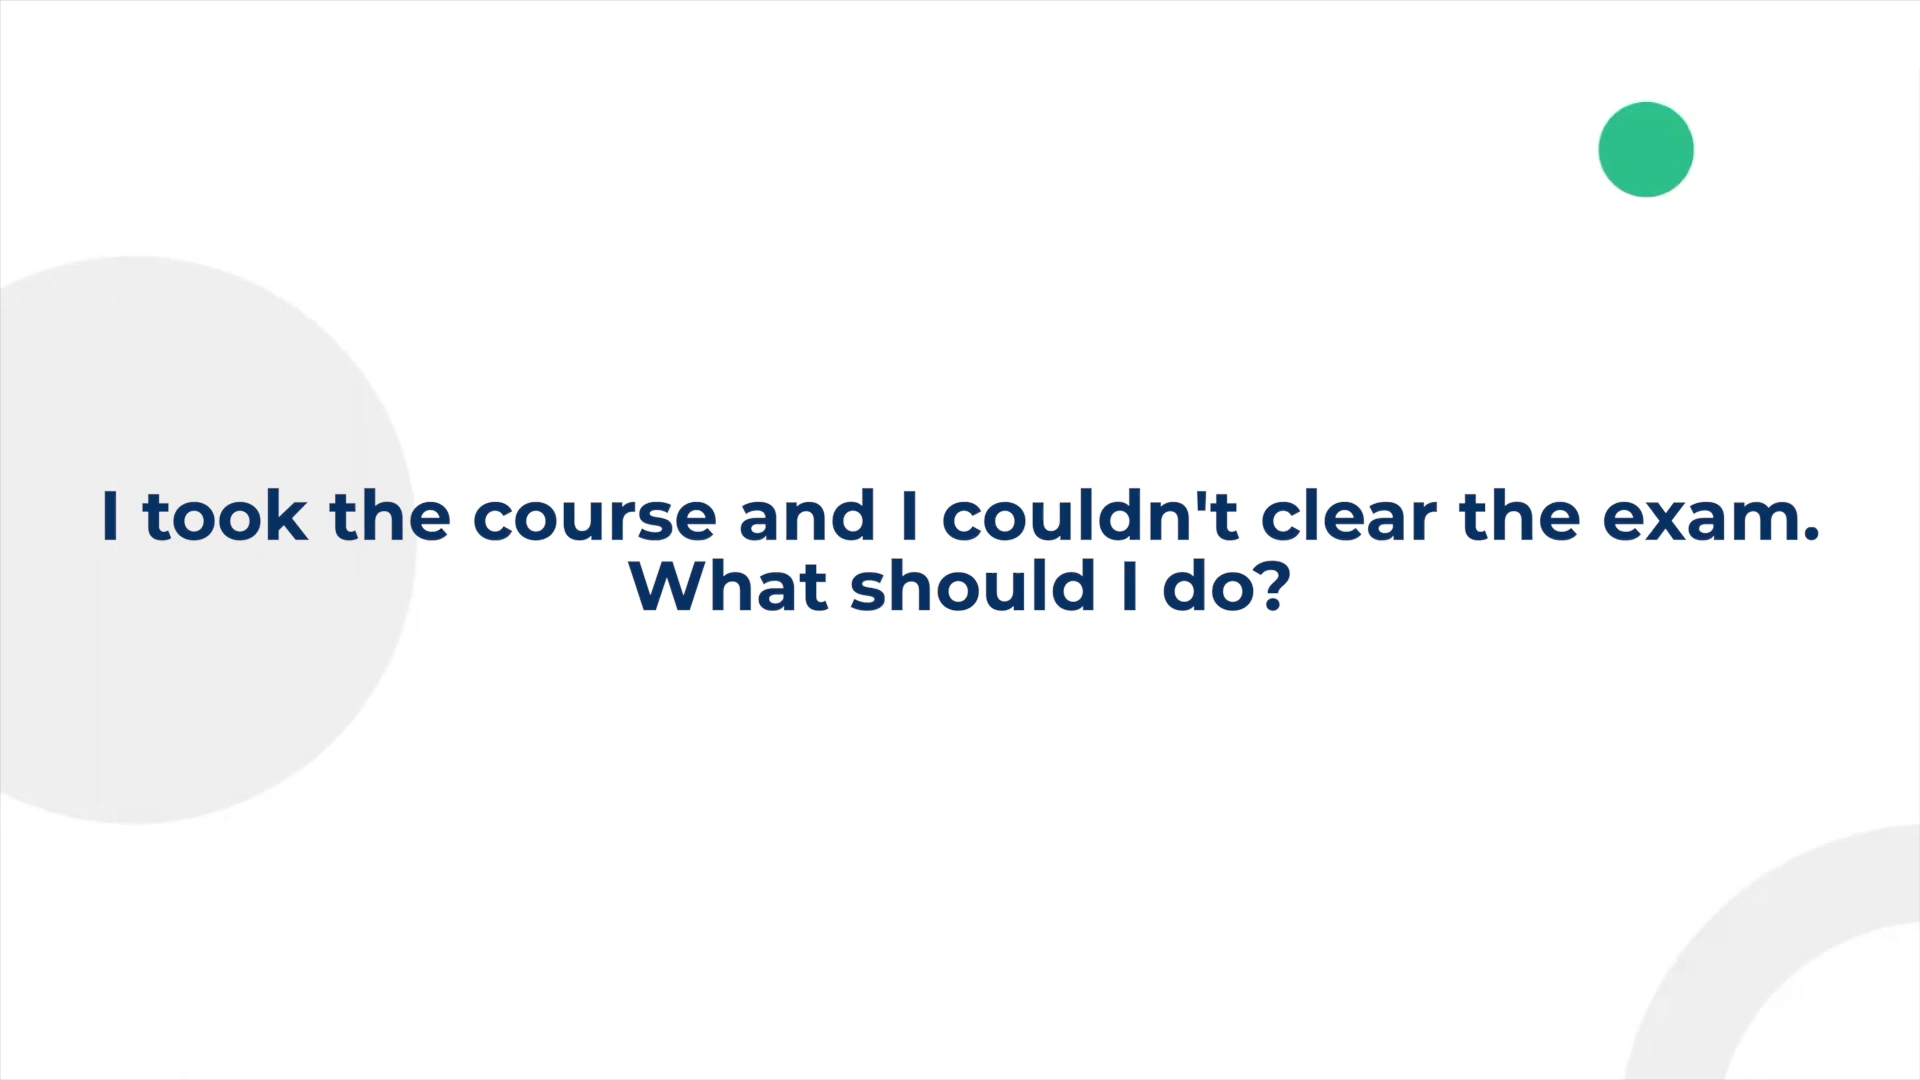 I took the course and I couldn't clear the exam.
What should I do?